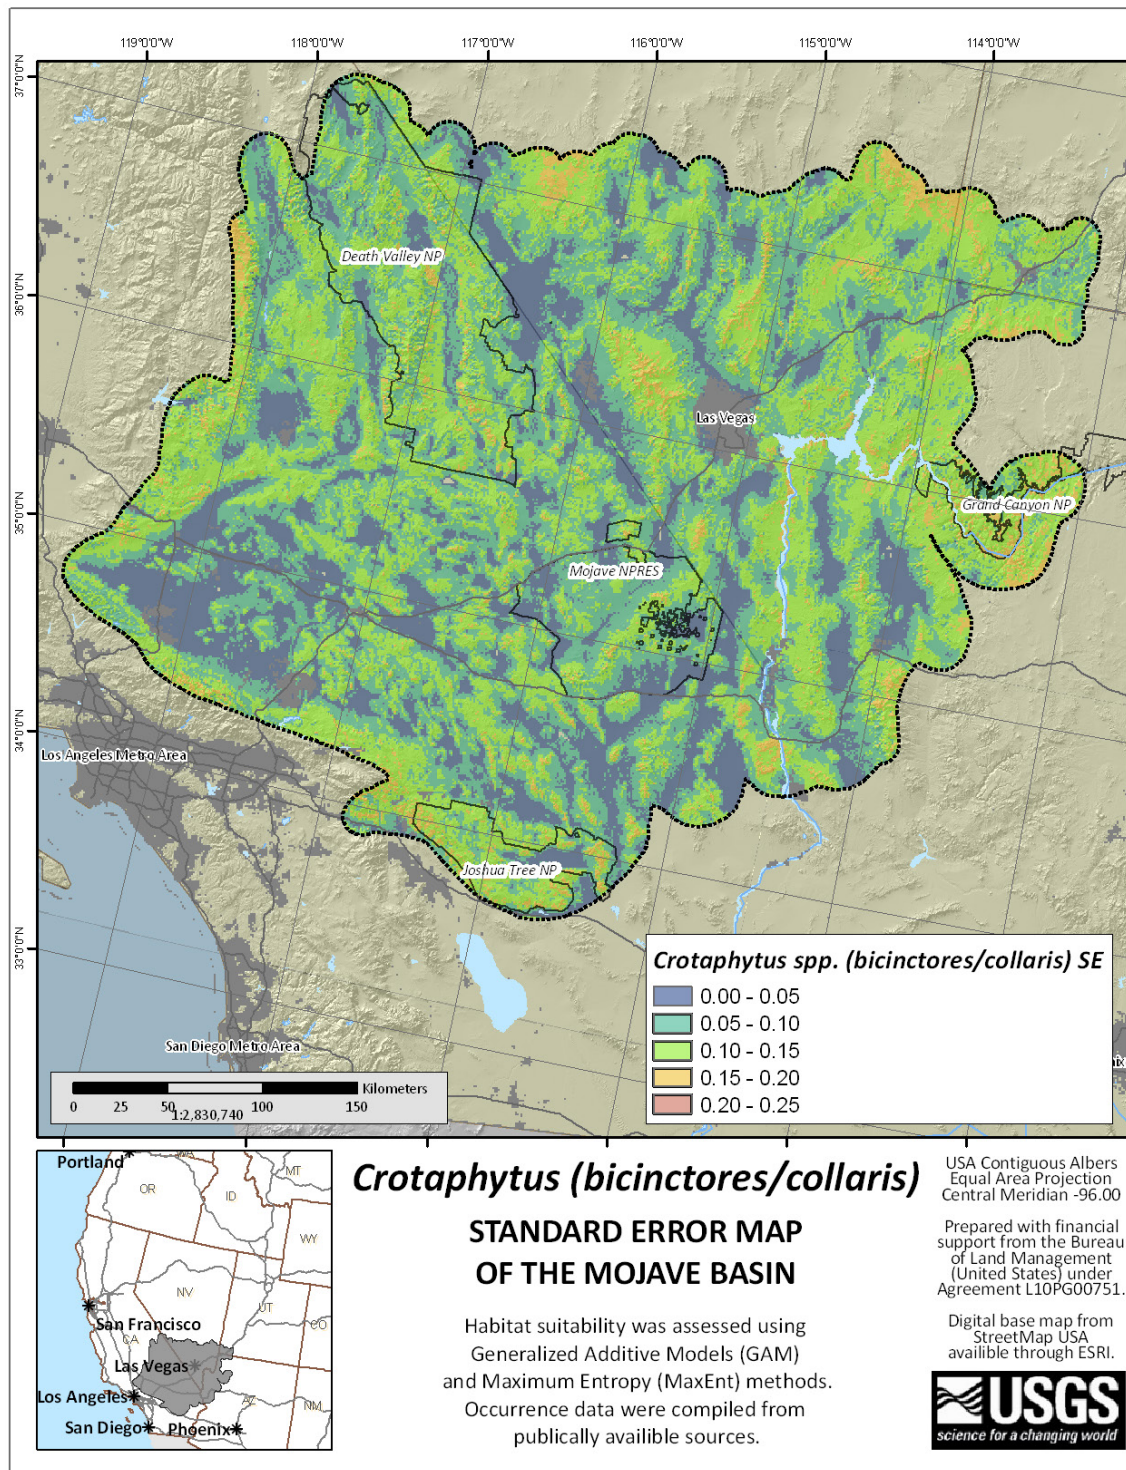 119°0'0"W
118°0'0"W
117°0'0"W
116°0'0"W
115°0'0"W
114°0'0"W
37°0'0"N
36°0'0"N
35°0'0"N
34°0'0"N
33°0'0"N
Death Valley NP
Las Vegas
Grand Canyon NP
Mojave NPRES
Los Angeles Metro Area
Joshua Tree NP
San Diego Metro Area
Crotaphytus spp. (bicinctores/collaris) SE
0.00 - 0.05
0.05 - 0.10
0.10 - 0.15
0.15 - 0.20
0.20 - 0.25
Kilometers
0 25 50 100 150
1:2,830,740
Portland
WA
MT
OR
ID
WY
NV
UT
CO
San Francisco
CA
Las Vegas
Los Angeles
AZ
NM
San Diego
Phoenix
Crotaphytus (bicinctores/collaris)
STANDARD ERROR MAP
OF THE MOJAVE BASIN
Habitat suitability was assessed using
Generalized Additive Models (GAM)
and Maximum Entropy (MaxEnt) methods.
Occurrence data were compiled from
publically availible sources.
USA Contiguous Albers
Equal Area Projection
Central Meridian -96.00
Prepared with financial
support from the Bureau
of Land Management
(United States) under
Agreement L10PG00751.
Digital base map from
StreetMap USA
availible through ESRI.
USGS
science for a changing world